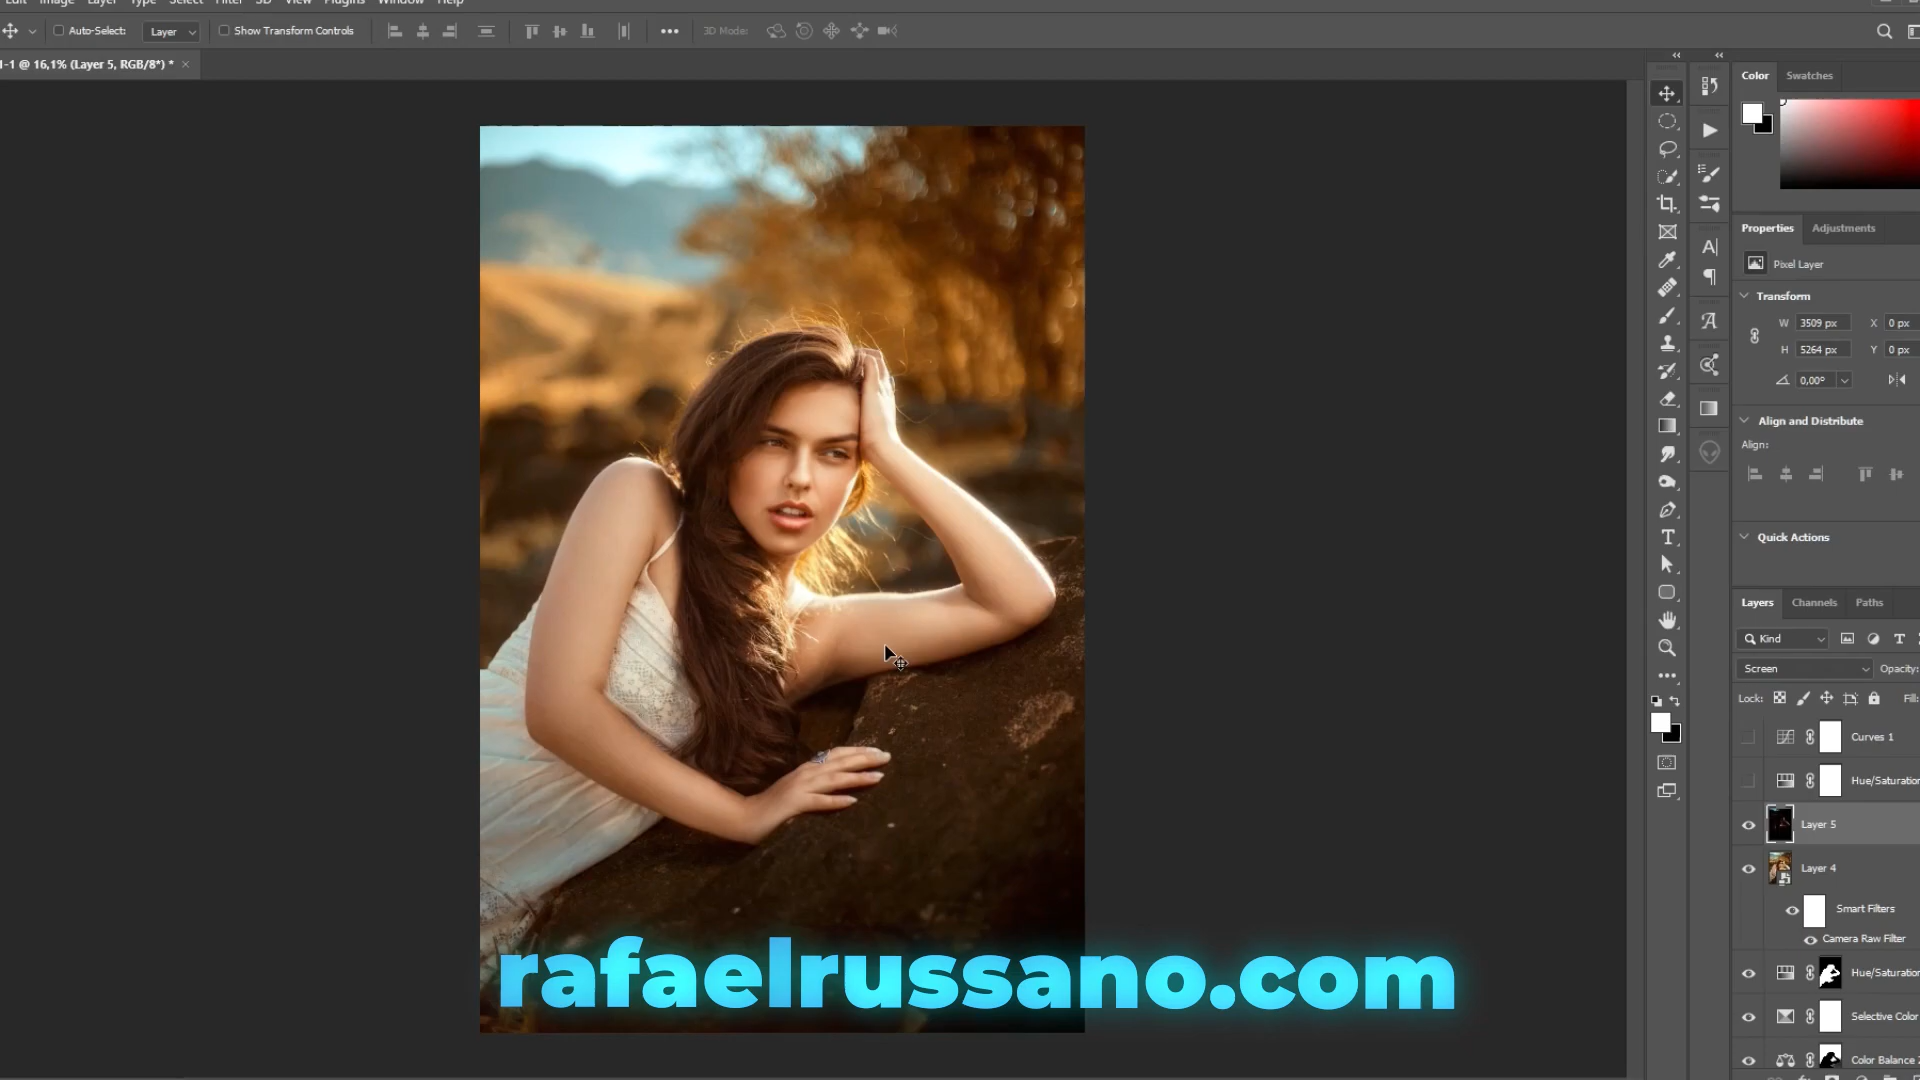 Edit Image Layer Type Select Filter 3D View Plugins Window Help
Auto-Select: Layer Show Transform Controls 3D Mode:
1-1 @ 16,1% (Layer 5, RGB/8*) *
Color Swatches
Properties Adjustments
Pixel Layer
Transform
W 3509 px X 0 px
H 5264 px Y 0 px
0,00°
Align and Distribute
Align:
Quick Actions
Layers Channels Paths
Kind
Screen Opacity:
Lock: Fill:
Curves 1
Hue/Saturation
Layer 5
Layer 4
Smart Filters
Camera Raw Filter
Hue/Saturation
Selective Color
Color Balance 2
rafaelrussano.com